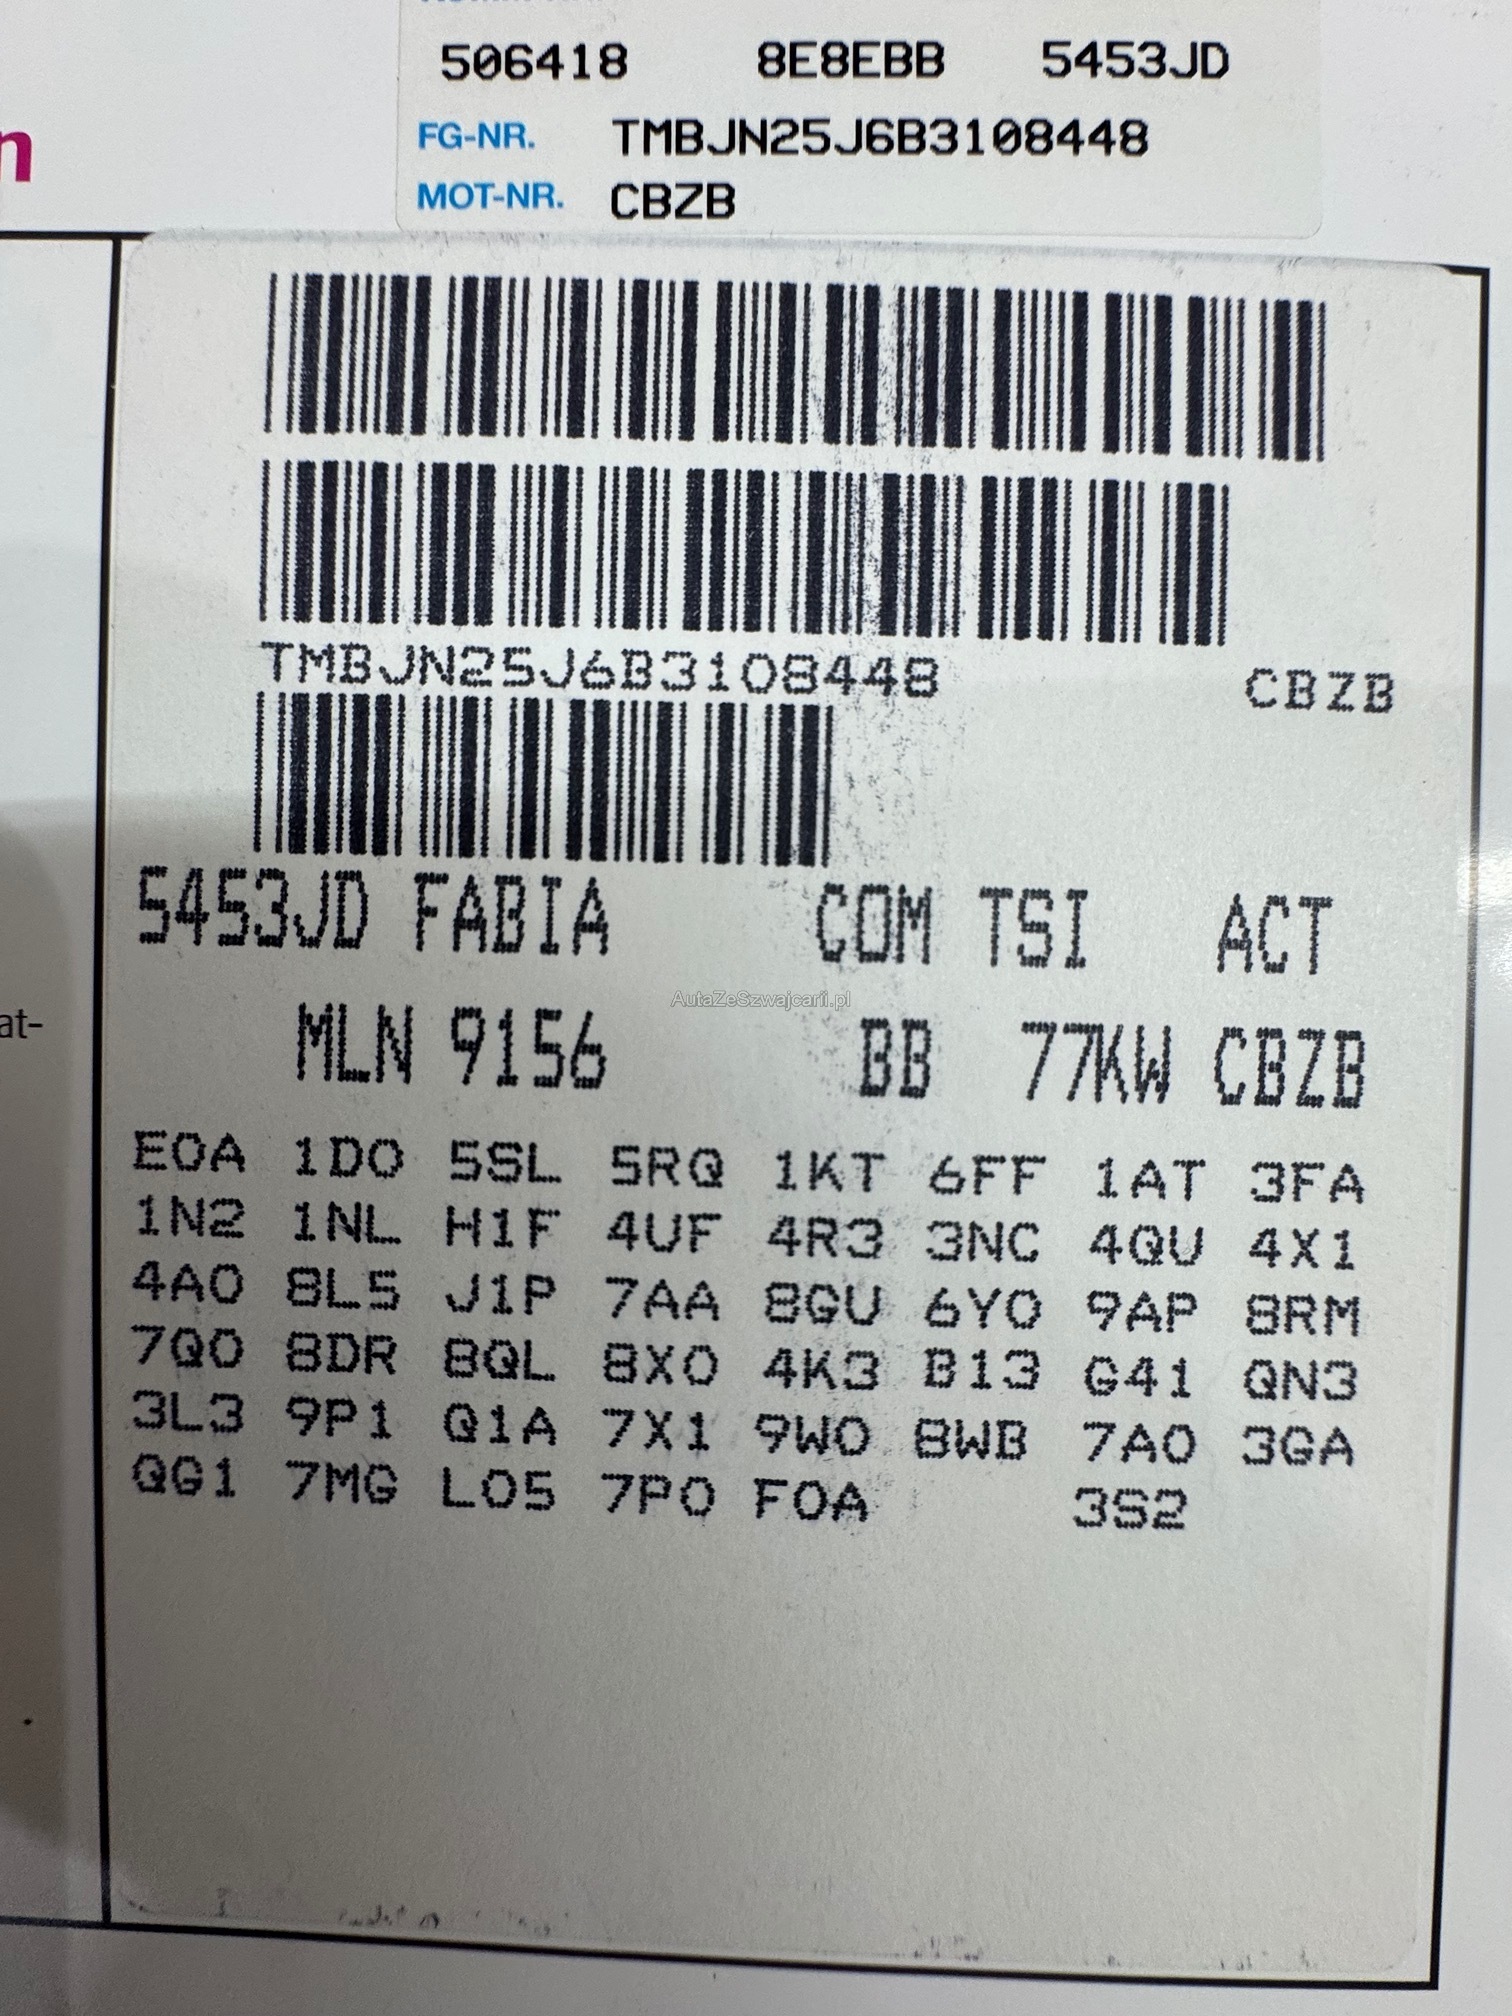 n
506418 8E8EBB 5453JD
FG-NR. TMBJN25J6B3108448
MOT-NR. CBZB
TMBJN25J6B3108448 CBZB
5453JD FABIA COM TSI ACT
AutaZeSzwajcarii.pl
at-
MLN 9156 BB 77KW CBZB
E0A 1D0 5SL 5RQ 1KT 6FF 1AT 3FA
1N2 1NL H1F 4UF 4R3 3NC 4QU 4X1
4A0 8L5 J1P 7AA 8GU 6Y0 9AP 8RM
7Q0 8DR 8QL 8X0 4K3 B13 G41 QN3
3L3 9P1 Q1A 7X1 9W0 8WB 7A0 3GA
QG1 7MG L05 7P0 F0A 3S2